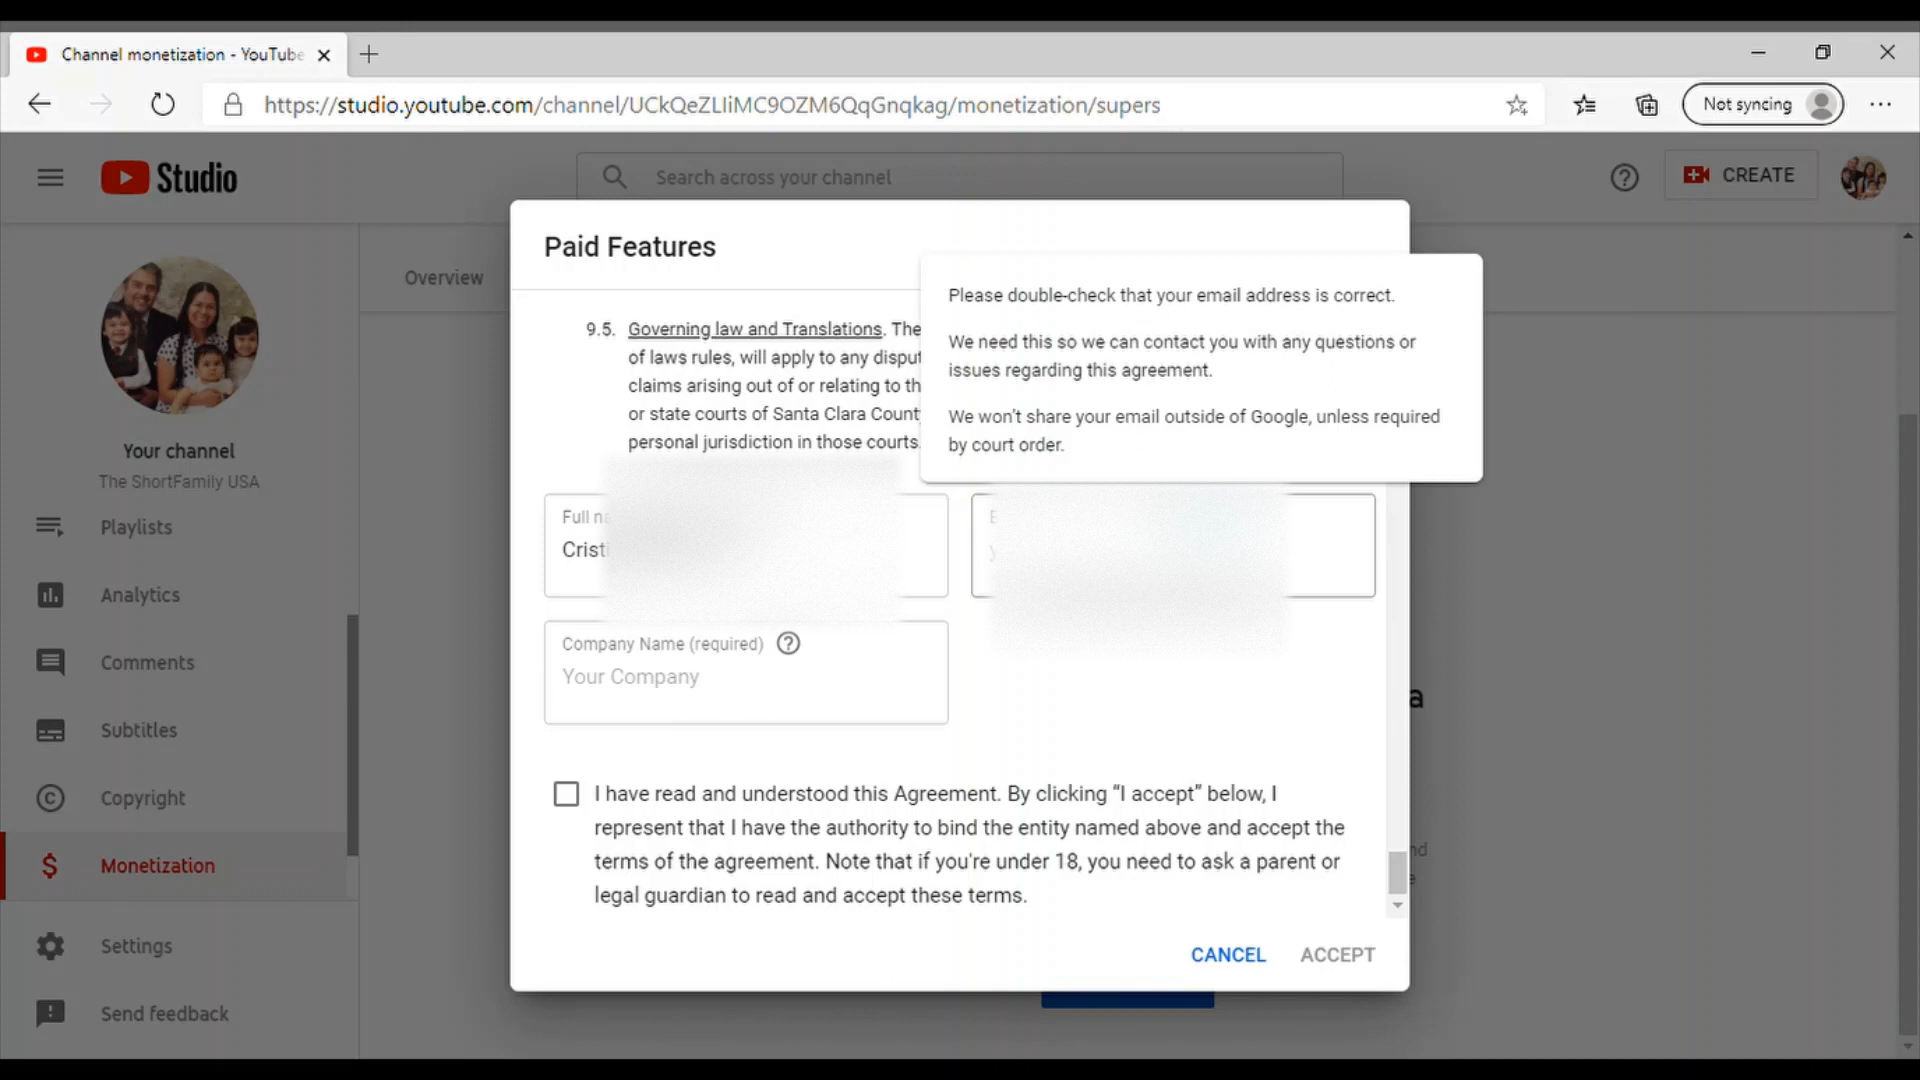 Channel monetization - YouTube
https://studio.youtube.com/channel/UCkQeZLIiMC9OZM6QqGnqkag/monetization/supers
Not syncing
Studio
Search across your channel
CREATE
Your channel
The ShortFamily USA
Playlists
Analytics
Comments
Subtitles
Copyright
Monetization
Settings
Send feedback
Overview
Paid Features
9.5. Governing law and Translations. The
of laws rules, will apply to any disput
claims arising out of or relating to th
or state courts of Santa Clara County
personal jurisdiction in those courts.
Please double-check that your email address is correct.
We need this so we can contact you with any questions or
issues regarding this agreement.
We won't share your email outside of Google, unless required
by court order.
Full na
Cristi
Company Name (required)
Your Company
I have read and understood this Agreement. By clicking “I accept” below, I
represent that I have the authority to bind the entity named above and accept the
terms of the agreement. Note that if you're under 18, you need to ask a parent or
legal guardian to read and accept these terms.
CANCEL
ACCEPT